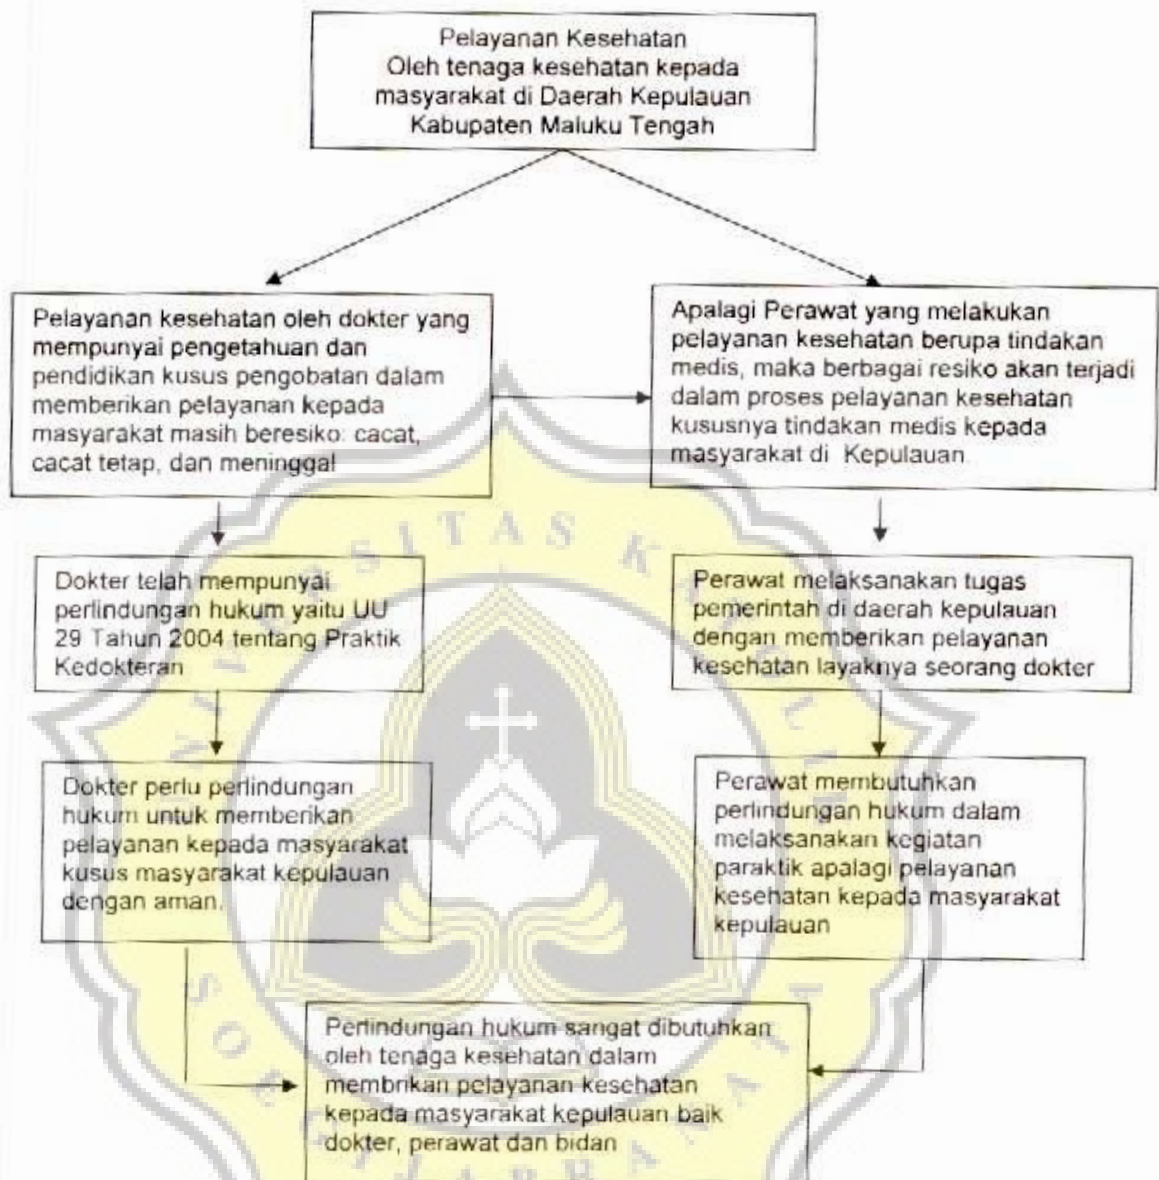 Pelayanan Kesehatan
Oleh tenaga kesehatan kepada
masyarakat di Daerah Kepulauan
Kabupaten Maluku Tengah
Pelayanan kesehatan oleh dokter yang
mempunyai pengetahuan dan
pendidikan kusus pengobatan dalam
memberikan pelayanan kepada
masyarakat masih beresiko: cacat,
cacat tetap, dan meninggal
Apalagi Perawat yang melakukan
pelayanan kesehatan berupa tindakan
medis, maka berbagai resiko akan terjadi
dalam proses pelayanan kesehatan
kususnya tindakan medis kepada
masyarakat di Kepulauan.
Dokter telah mempunyai
perlindungan hukum yaitu UU
29 Tahun 2004 tentang Praktik
Kedokteran
Perawat melaksanakan tugas
pemerintah di daerah kepulauan
dengan memberikan pelayanan
kesehatan layaknya seorang dokter
Dokter perlu perlindungan
hukum untuk memberikan
pelayanan kepada masyarakat
kusus masyarakat kepulauan
dengan aman.
Perawat membutuhkan
perlindungan hukum dalam
melaksanakan kegiatan
paraktik apalagi pelayanan
kesehatan kepada masyarakat
kepulauan
Perlindungan hukum sangat dibutuhkan
oleh tenaga kesehatan dalam
membrikan pelayanan kesehatan
kepada masyarakat kepulauan baik
dokter, perawat dan bidan